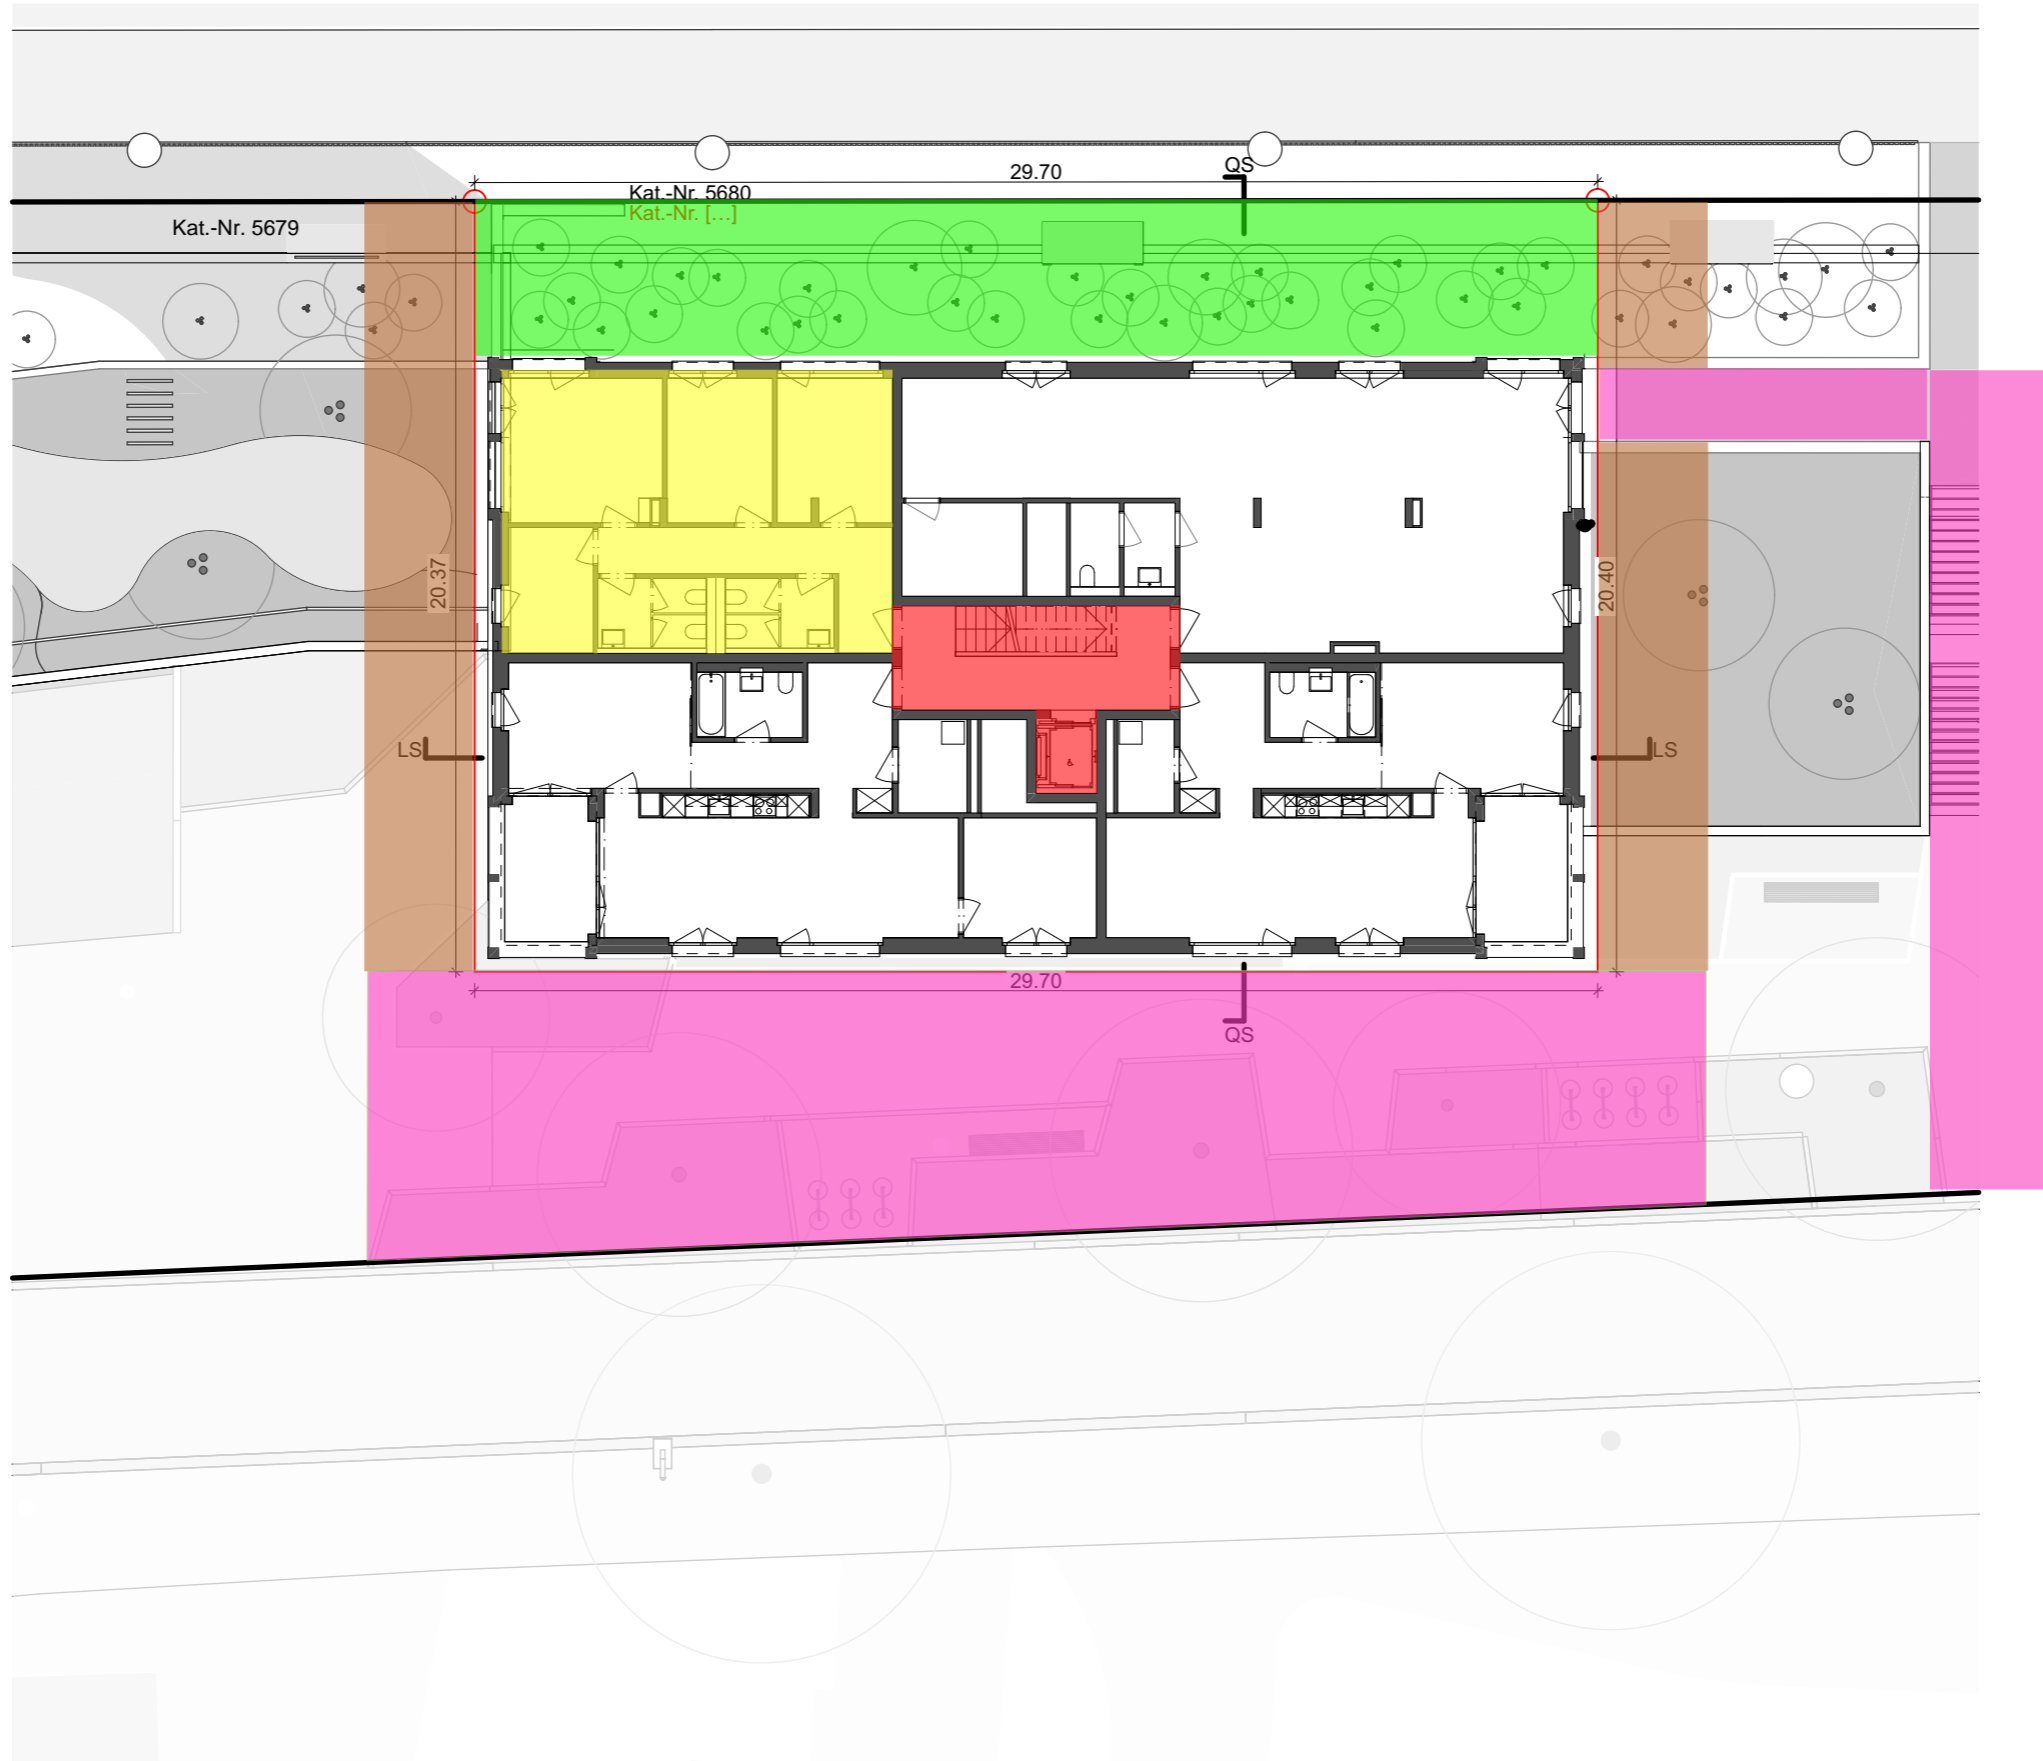 29.70
QS
Kat.-Nr. 5680
Kat.-Nr. [...]
Kat.-Nr. 5679
20.37
20.40
LS
LS
29.70
QS